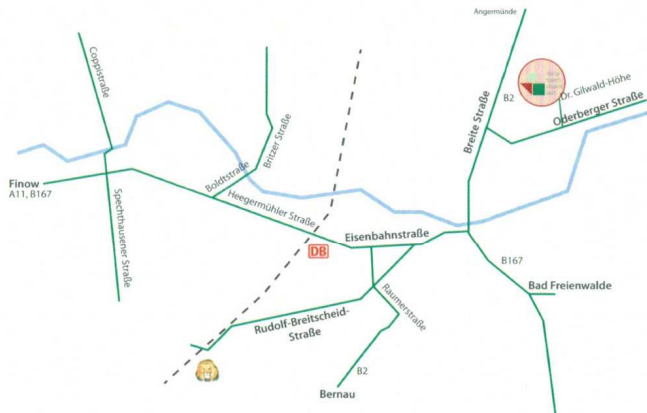 Angermünde
Coppistraße
B2
Dr. Gilwald-Höhe
Oderberger Straße
Breite Straße
Britzer Straße
Boldtstraße
Finow
A11, B167
Heegermühler Straße
Spechthausener Straße
Eisenbahnstraße
DB
B167
Bad Freienwalde
Raumerstraße
Rudolf-Breitscheid-
Straße
B2
Bernau